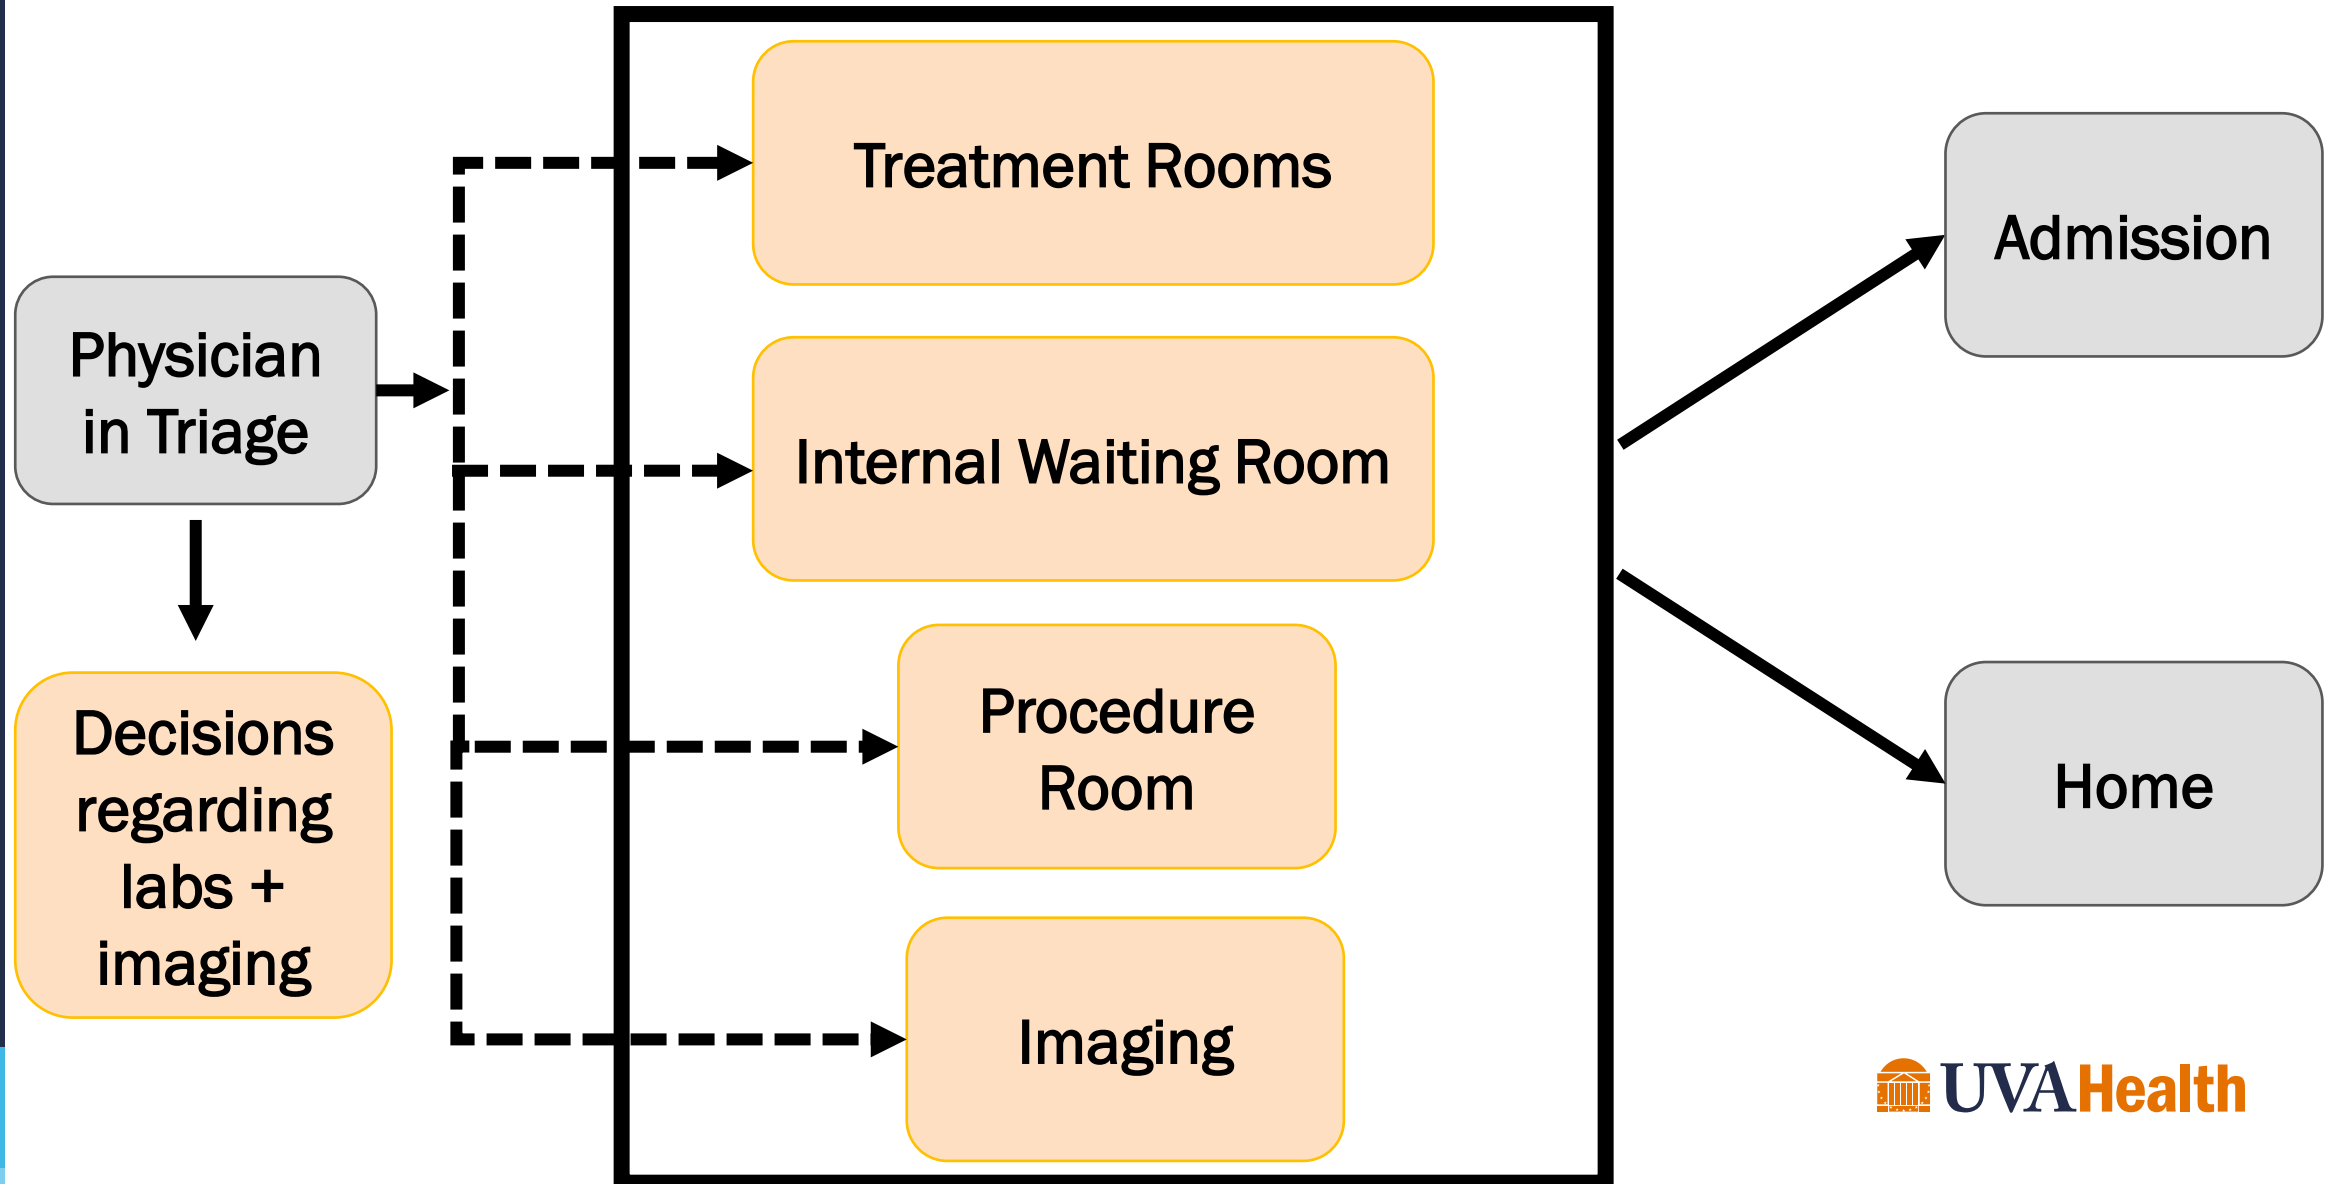 Physician
in Triage
Decisions
regarding
labs +
imaging
Treatment Rooms
Internal Waiting Room
Procedure
Room
Imaging
Admission
Home
UVAHealth